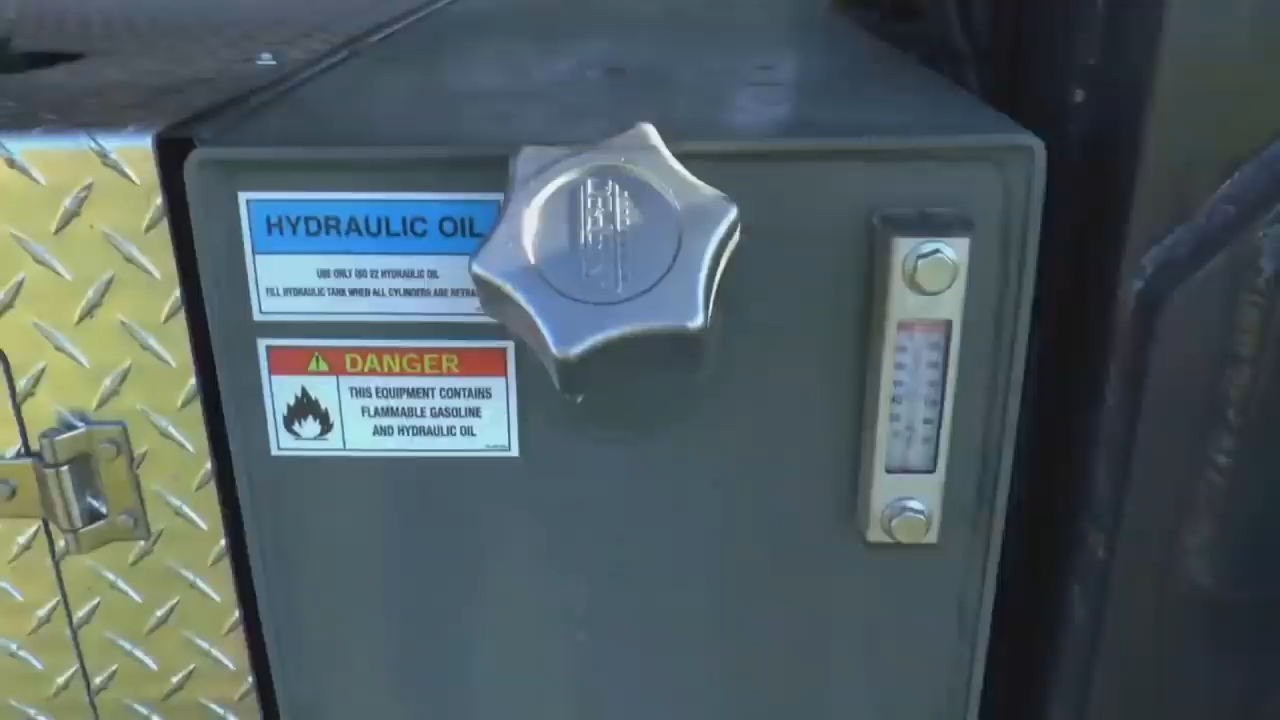 HYDRAULIC OIL
USE ONLY ISO 22 HYDRAULIC OIL
FILL HYDRAULIC TANK WHEN ALL CYLINDERS ARE
DANGER
THIS EQUIPMENT CONTAINS
FLAMMABLE GASOLINE
AND HYDRAULIC OIL